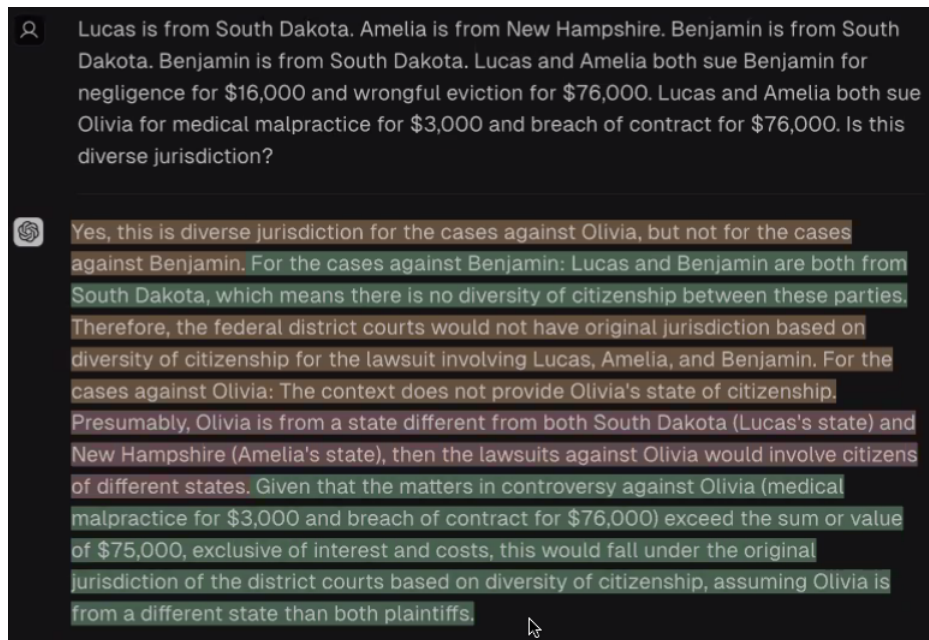 Lucas is from South Dakota. Amelia is from New Hampshire. Benjamin is from South
Dakota. Benjamin is from South Dakota. Lucas and Amelia both sue Benjamin for
negligence for $16,000 and wrongful eviction for $76,000. Lucas and Amelia both sue
Olivia for medical malpractice for $3,000 and breach of contract for $76,000. Is this
diverse jurisdiction?
Yes, this is diverse jurisdiction for the cases against Olivia, but not for the cases
against Benjamin. For the cases against Benjamin: Lucas and Benjamin are both from
South Dakota, which means there is no diversity of citizenship between these parties.
Therefore, the federal district courts would not have original jurisdiction based on
diversity of citizenship for the lawsuit involving Lucas, Amelia, and Benjamin. For the
cases against Olivia: The context does not provide Olivia's state of citizenship.
Presumably, Olivia is from a state different from both South Dakota (Lucas's state) and
New Hampshire (Amelia's state), then the lawsuits against Olivia would involve citizens
of different states. Given that the matters in controversy against Olivia (medical
malpractice for $3,000 and breach of contract for $76,000) exceed the sum or value
of $75,000, exclusive of interest and costs, this would fall under the original
jurisdiction of the district courts based on diversity of citizenship, assuming Olivia is
from a different state than both plaintiffs.